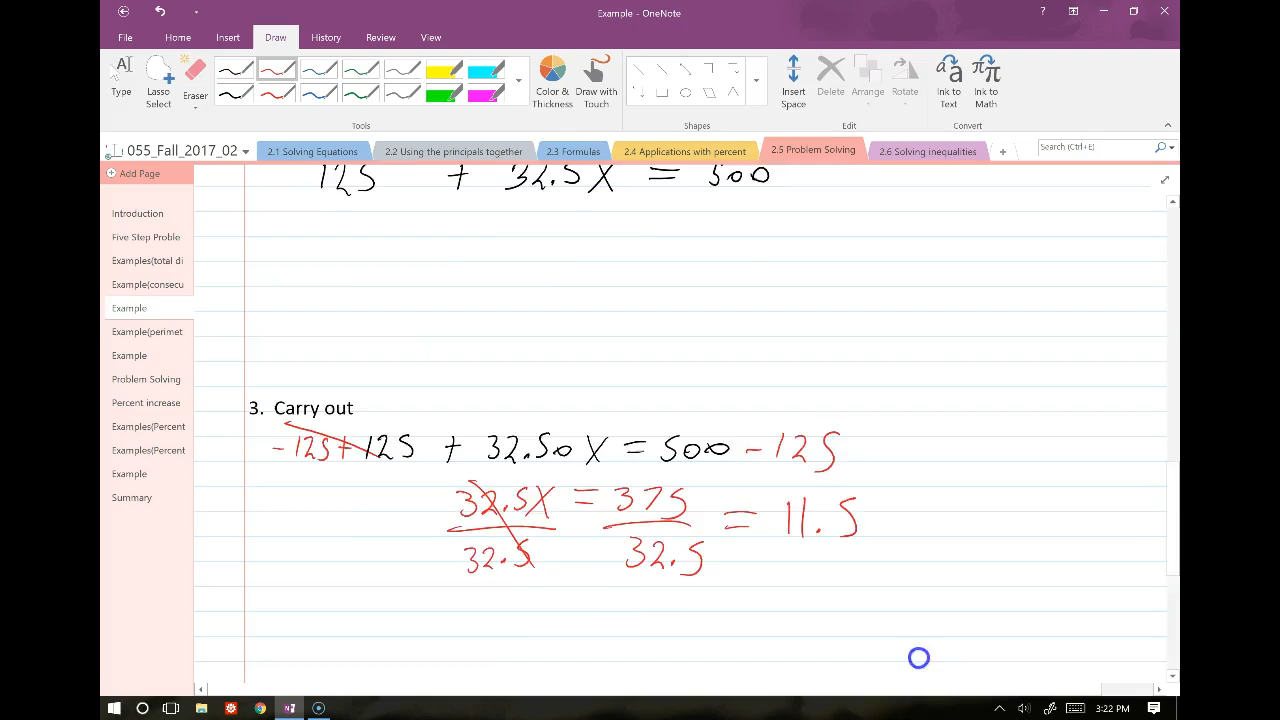 Example - OneNote
File Home Insert Draw History Review View
Type
Lasso Select
Eraser
Color & Thickness
Draw with Touch
Insert Space
Delete
Arrange
Rotate
Ink to Text
Ink to Math
Tools Shapes Edit Convert
055_Fall_2017_02
2.1 Solving Equations
2.2 Using the principals together
2.3 Formulas
2.4 Applications with percent
2.5 Problem Solving
2.6 Solving inequalities
Search (Ctrl+E)
Add Page
Introduction
Five Step Proble
Examples(total di
Example(consecu
Example
Example(perimet
Example
Problem Solving
Percent increase
Examples(Percent
Examples(Percent
Example
Summary
125 + 32.5X = 500
3. Carry out
-125+125 + 32.50X = 500 -125
32.5X = 375 = 11.5
32.5 32.5
3:22 PM